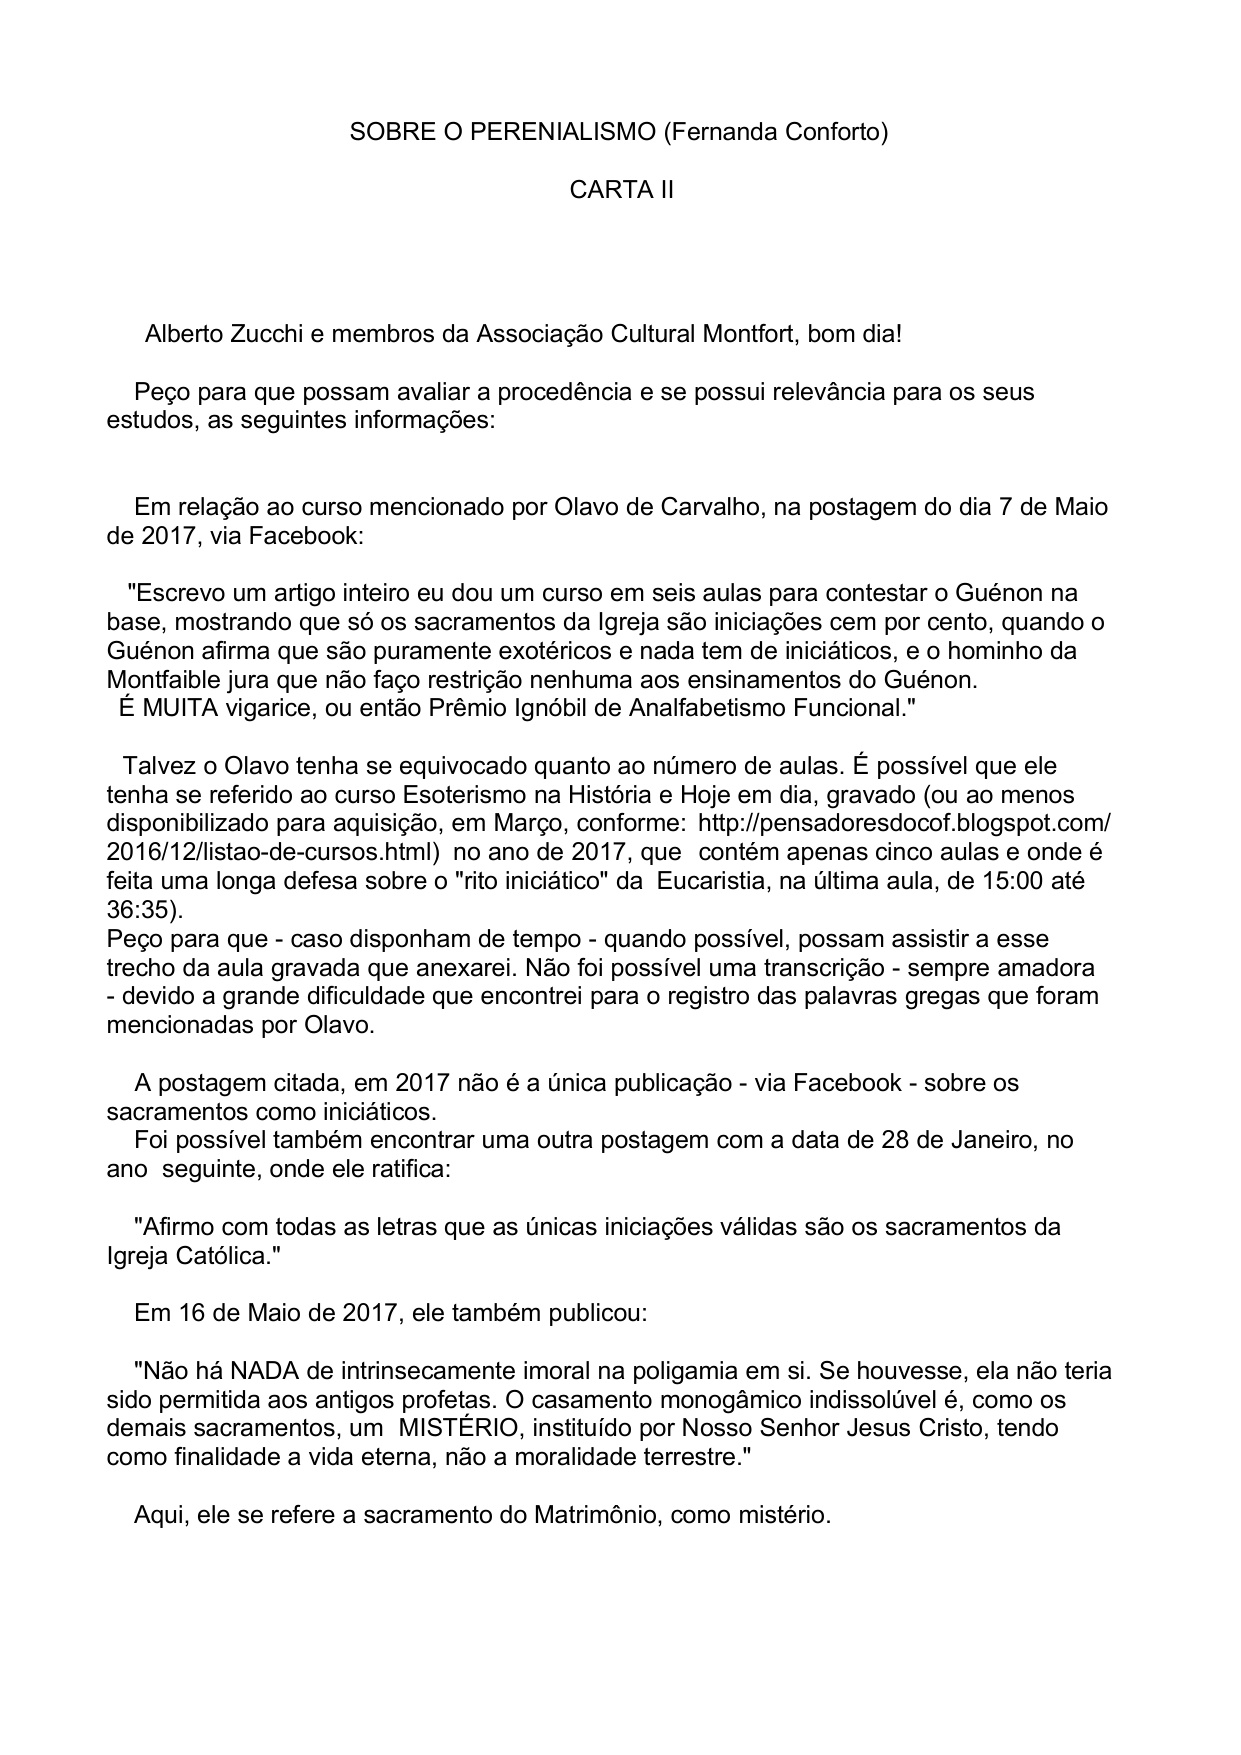 SOBRE O PERENIALISMO (Fernanda Conforto)
CARTA II
Alberto Zucchi e membros da Associação Cultural Montfort, bom dia!
Peço para que possam avaliar a procedência e se possui relevância para os seus
estudos, as seguintes informações:
Em relação ao curso mencionado por Olavo de Carvalho, na postagem do dia 7 de Maio
de 2017, via Facebook:
"Escrevo um artigo inteiro eu dou um curso em seis aulas para contestar o Guénon na
base, mostrando que só os sacramentos da Igreja são iniciações cem por cento, quando o
Guénon afirma que são puramente exotéricos e nada tem de iniciáticos, e o hominho da
Montfaible jura que não faço restrição nenhuma aos ensinamentos do Guénon.
É MUITA vigarice, ou então Prêmio Ignóbil de Analfabetismo Funcional."
Talvez o Olavo tenha se equivocado quanto ao número de aulas. É possível que ele
tenha se referido ao curso Esoterismo na História e Hoje em dia, gravado (ou ao menos
disponibilizado para aquisição, em Março, conforme: http://pensadoresdocof.blogspot.com/
2016/12/listao-de-cursos.html) no ano de 2017, que contém apenas cinco aulas e onde é
feita uma longa defesa sobre o "rito iniciático" da Eucaristia, na última aula, de 15:00 até
36:35).
Peço para que - caso disponham de tempo - quando possível, possam assistir a esse
trecho da aula gravada que anexarei. Não foi possível uma transcrição - sempre amadora
- devido a grande dificuldade que encontrei para o registro das palavras gregas que foram
mencionadas por Olavo.
A postagem citada, em 2017 não é a única publicação - via Facebook - sobre os
sacramentos como iniciáticos.
Foi possível também encontrar uma outra postagem com a data de 28 de Janeiro, no
ano seguinte, onde ele ratifica:
"Afirmo com todas as letras que as únicas iniciações válidas são os sacramentos da
Igreja Católica."
Em 16 de Maio de 2017, ele também publicou:
"Não há NADA de intrinsecamente imoral na poligamia em si. Se houvesse, ela não teria
sido permitida aos antigos profetas. O casamento monogâmico indissolúvel é, como os
demais sacramentos, um MISTÉRIO, instituído por Nosso Senhor Jesus Cristo, tendo
como finalidade a vida eterna, não a moralidade terrestre."
Aqui, ele se refere a sacramento do Matrimônio, como mistério.